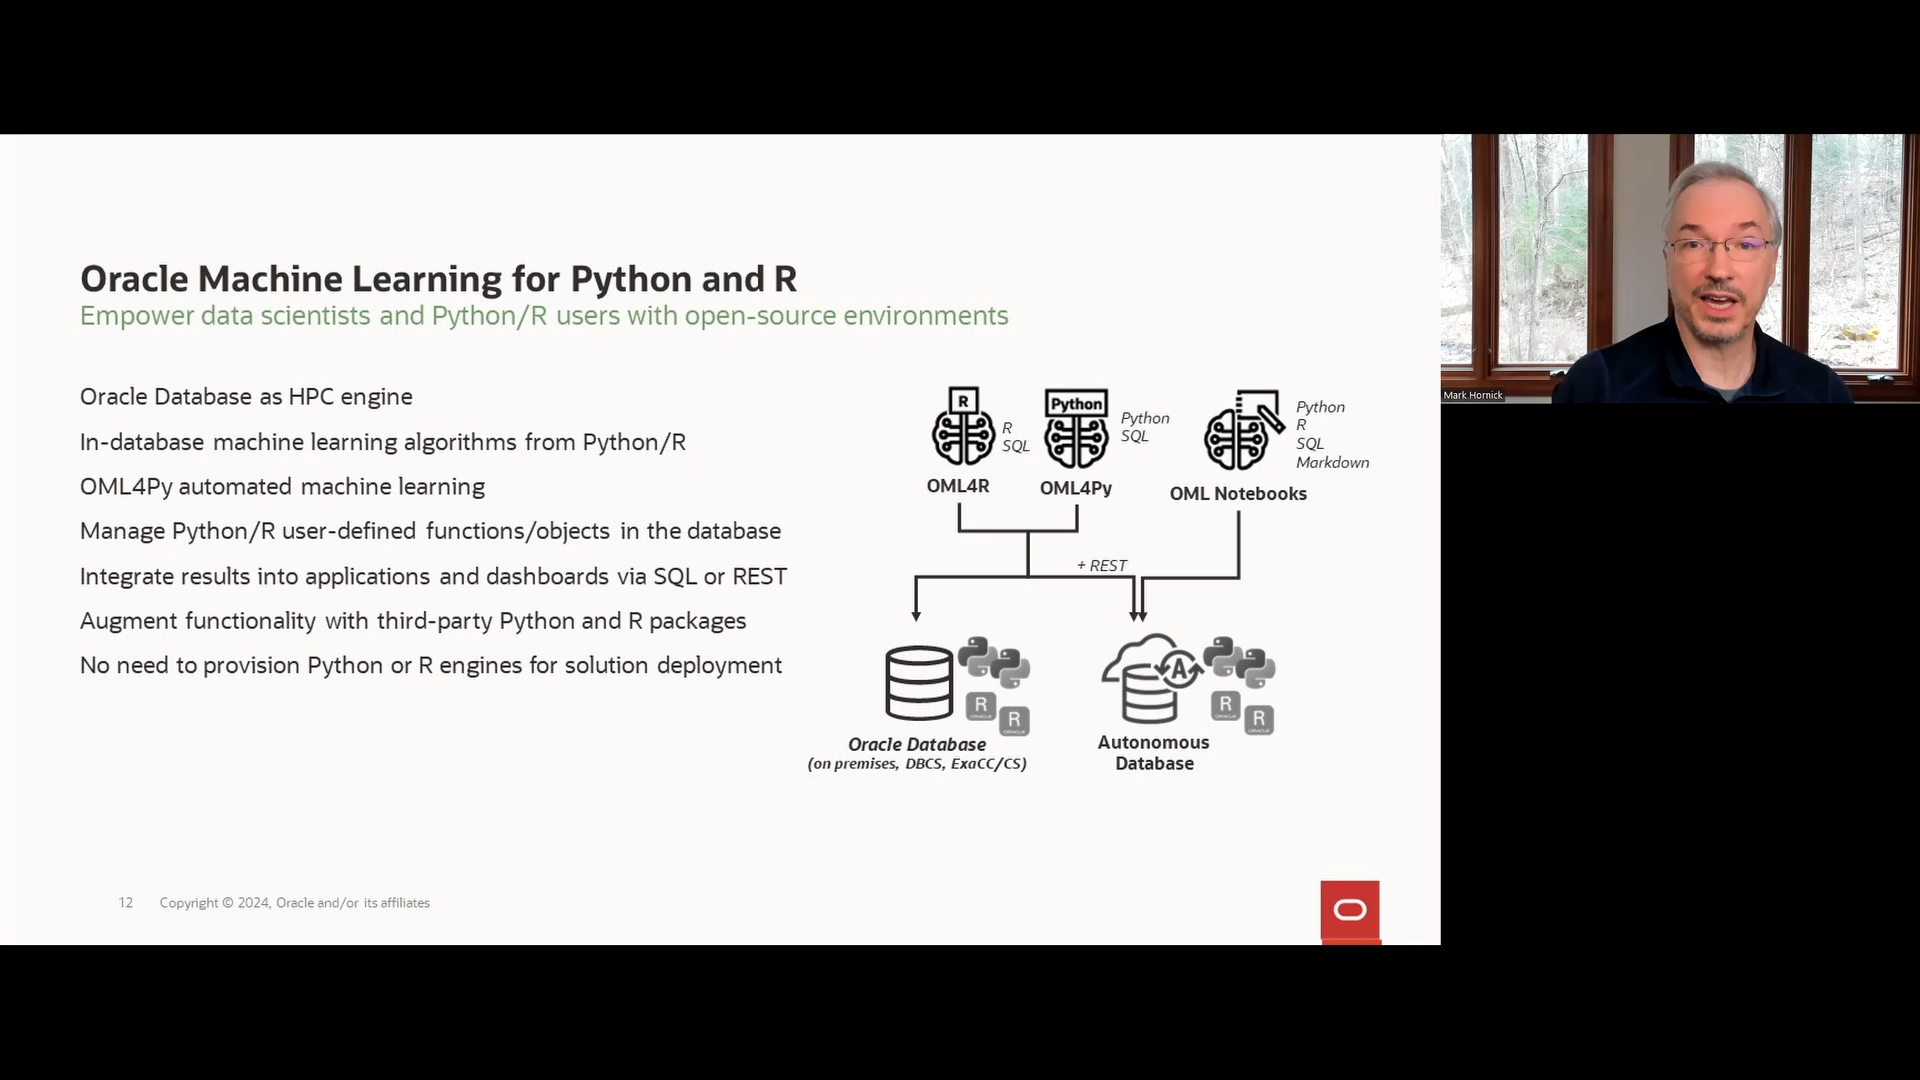 Oracle Machine Learning for Python and R
Empower data scientists and Python/R users with open-source environments
Oracle Database as HPC engine
In-database machine learning algorithms from Python/R
OML4Py automated machine learning
Manage Python/R user-defined functions/objects in the database
Integrate results into applications and dashboards via SQL or REST
Augment functionality with third-party Python and R packages
No need to provision Python or R engines for solution deployment
R
R
SQL
OML4R
Python
Python
SQL
OML4Py
Python
R
SQL
Markdown
OML Notebooks
+ REST
R
ORACLE
R
ORACLE
Oracle Database
(on premises, DBCS, ExaCC/CS)
A
R
ORACLE
R
ORACLE
Autonomous
Database
12 Copyright © 2024, Oracle and/or its affiliates
Mark Hornick